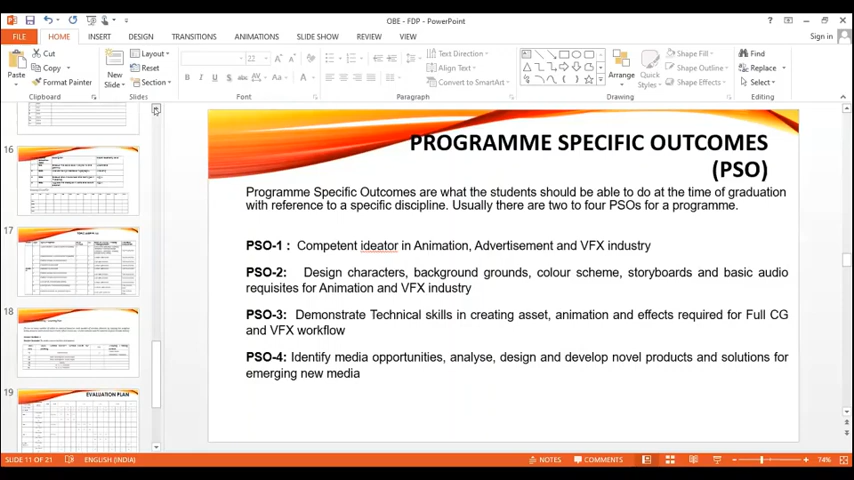 OBE - FDP - PowerPoint
FILE HOME INSERT DESIGN TRANSITIONS ANIMATIONS SLIDE SHOW REVIEW VIEW Sign in
Cut Layout Text Direction Shape Fill Find
Copy Reset Align Text Shape Outline Replace
Paste Format Painter New Slide Section Convert to SmartArt Arrange Quick Styles Shape Effects Select
Clipboard Slides Font Paragraph Drawing Editing
16
17
18
19
EVALUATION PLAN
PROGRAMME SPECIFIC OUTCOMES
(PSO)
Programme Specific Outcomes are what the students should be able to do at the time of graduation
with reference to a specific discipline. Usually there are two to four PSOs for a programme.
PSO-1 : Competent ideator in Animation, Advertisement and VFX industry
PSO-2: Design characters, background grounds, colour scheme, storyboards and basic audio
requisites for Animation and VFX industry
PSO-3: Demonstrate Technical skills in creating asset, animation and effects required for Full CG
and VFX workflow
PSO-4: Identify media opportunities, analyse, design and develop novel products and solutions for
emerging new media
SLIDE 11 OF 21 ENGLISH (INDIA) NOTES COMMENTS 74%